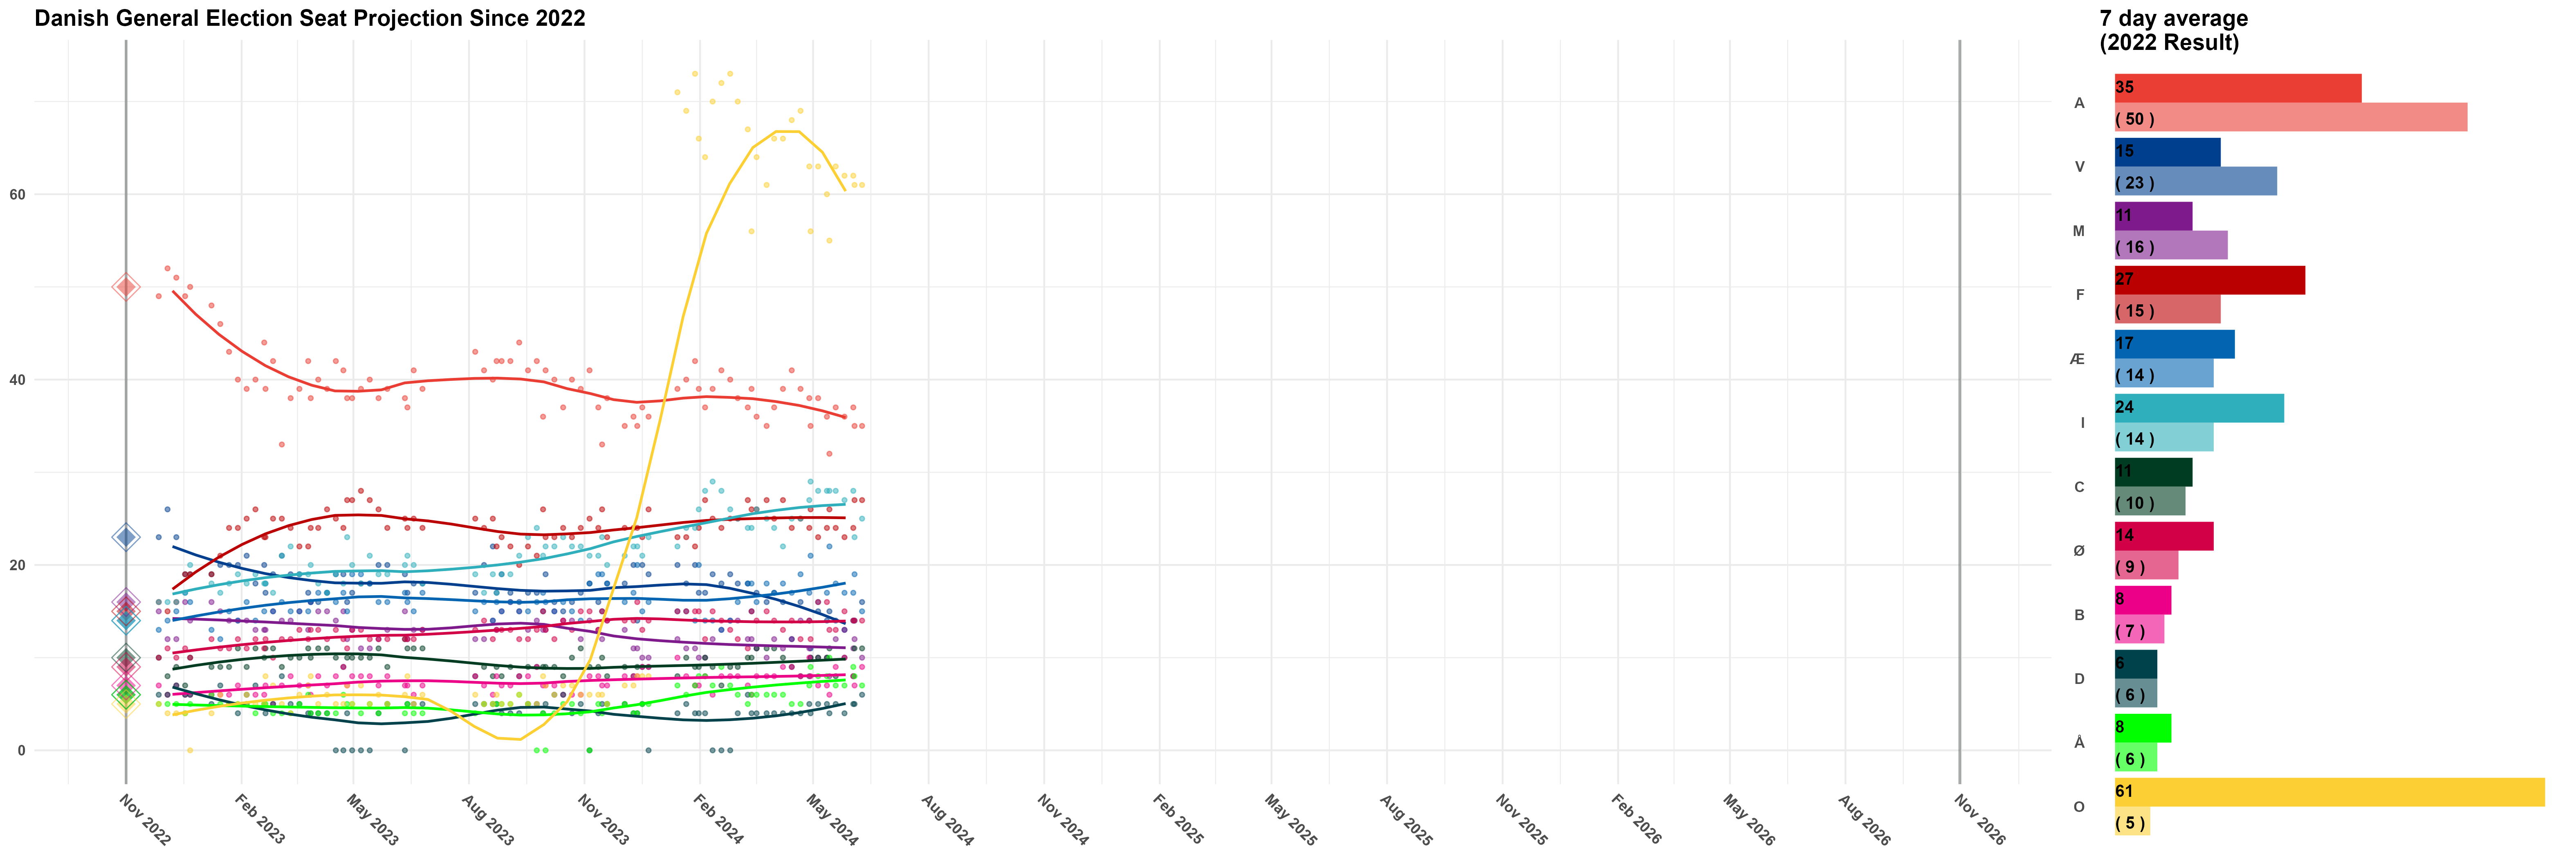 Danish General Election Seat Projection Since 2022
60
40
20
0
Nov 2022
Feb 2023
May 2023
Aug 2023
Nov 2023
Feb 2024
May 2024
Aug 2024
Nov 2024
Feb 2025
May 2025
Aug 2025
Nov 2025
Feb 2026
May 2026
Aug 2026
Nov 2026
7 day average
(2022 Result)
A
35
( 50 )
V
15
( 23 )
M
11
( 16 )
F
27
( 15 )
Æ
17
( 14 )
I
24
( 14 )
C
11
( 10 )
Ø
14
( 9 )
B
8
( 7 )
D
6
( 6 )
Å
8
( 6 )
O
61
( 5 )